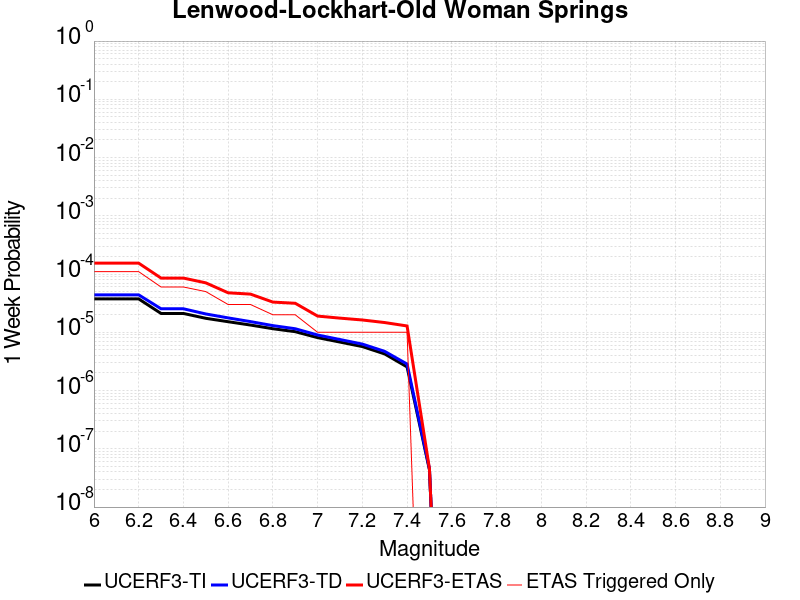 Lenwood-Lockhart-Old Woman Springs
10^0
10^-1
10^-2
10^-3
10^-4
10^-5
10^-6
10^-7
10^-8
1 Week Probability
6 6.2 6.4 6.6 6.8 7 7.2 7.4 7.6 7.8 8 8.2 8.4 8.6 8.8 9
Magnitude
UCERF3-TI UCERF3-TD UCERF3-ETAS ETAS Triggered Only